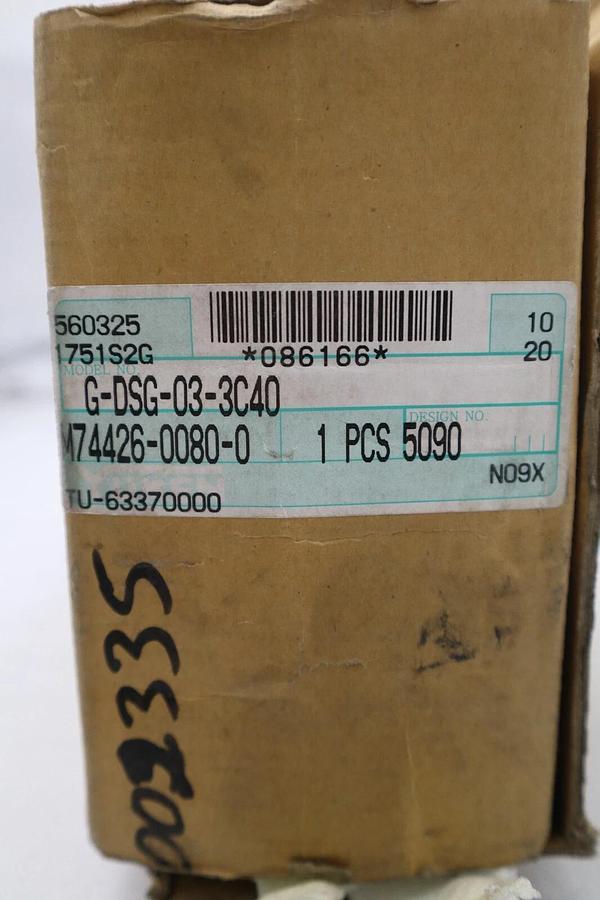 560325 10
1751S2G *086166* 20
MODEL NO.
G-DSG-03-3C40
DESIGN NO.
M74426-0080-0 1 PCS 5090
N09X
TU-63370000
002335